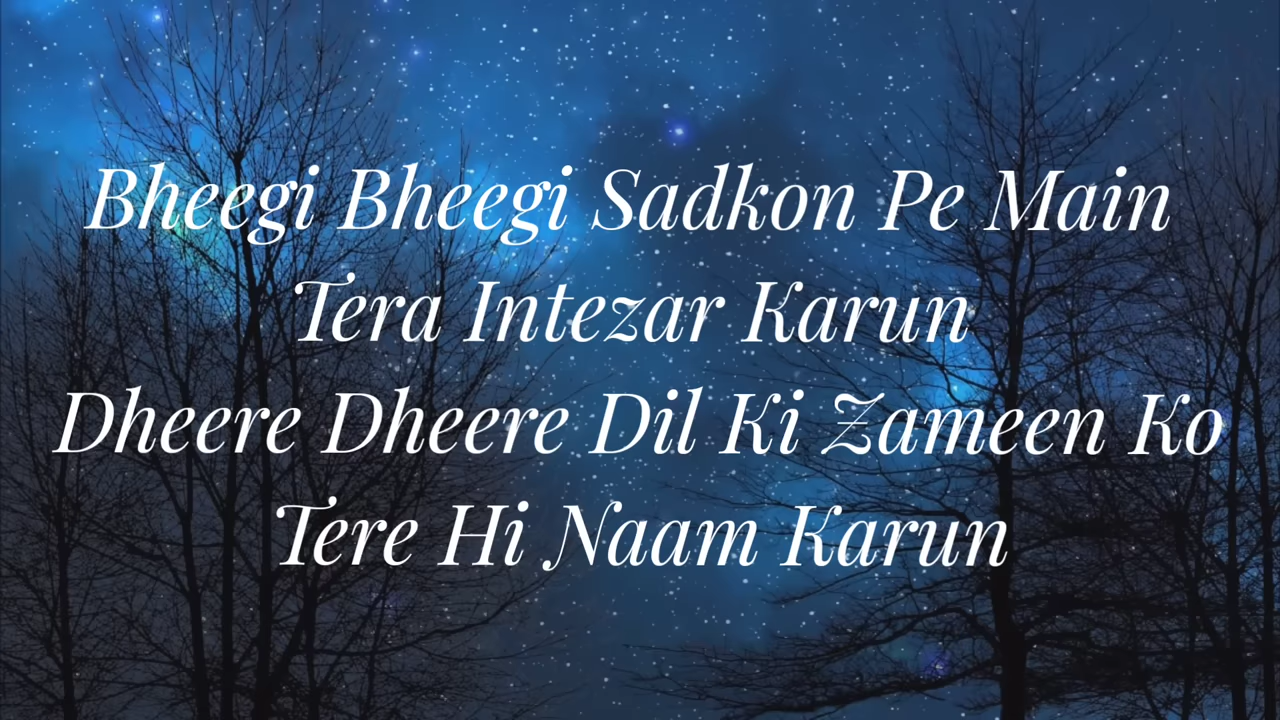 Bheegi Bheegi Sadkon Pe Main
Tera Intezar Karun
Dheere Dheere Dil Ki Zameen Ko
Tere Hi Naam Karun